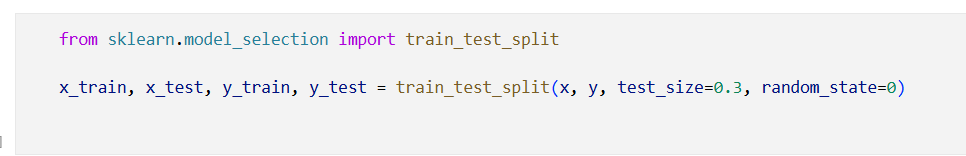 from sklearn.model_selection import train_test_split
x_train, x_test, y_train, y_test = train_test_split(x, y, test_size=0.3, random_state=0)